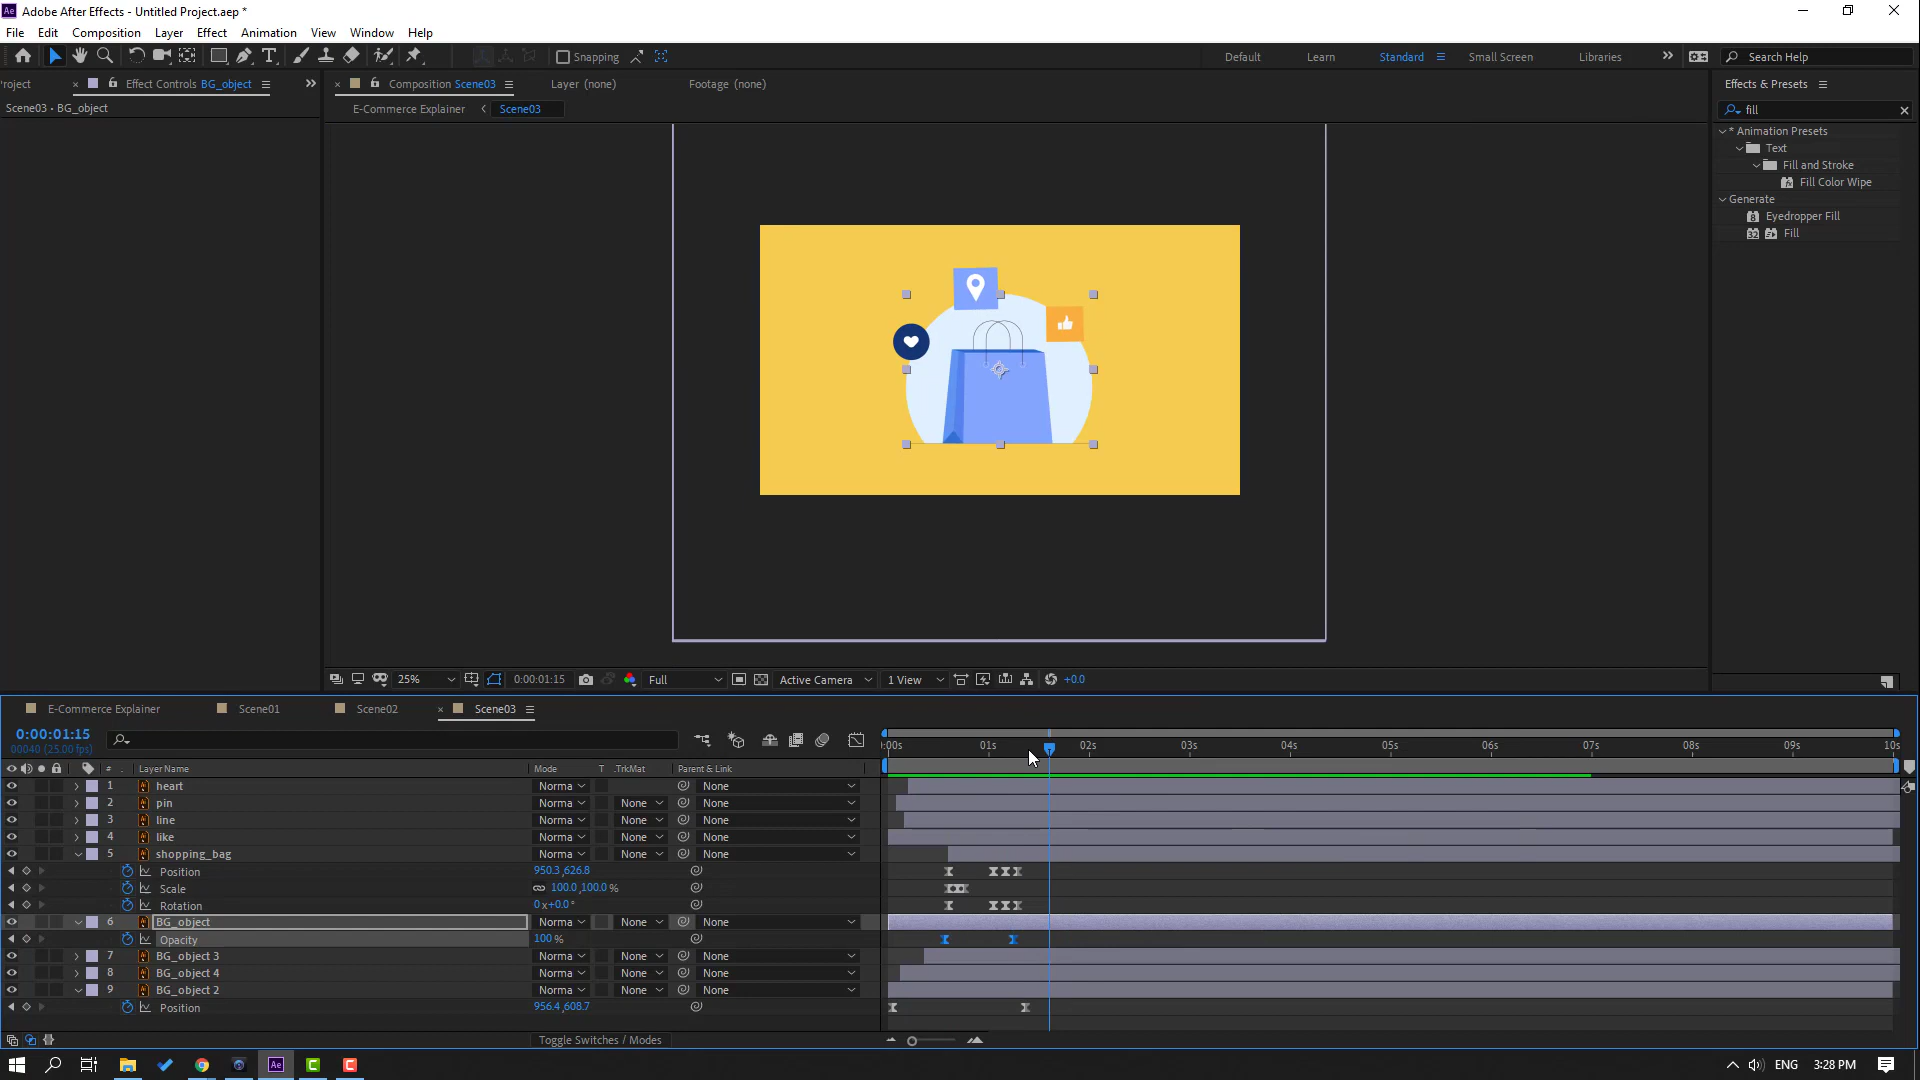 Adobe After Effects - Untitled Project.aep *
File Edit Composition Layer Effect Animation View Window Help
Snapping Default Learn Standard Small Screen Libraries Search Help
roject Effect Controls BG_object Composition Scene03 Layer (none) Footage (none) Effects & Presets
Scene03 • BG_object E-Commerce Explainer Scene03 fill
* Animation Presets
Text
Fill and Stroke
Fill Color Wipe
Generate
Eyedropper Fill
Fill
25% 0:00:01:15 Full Active Camera 1 View +0.0
E-Commerce Explainer Scene01 Scene02 Scene03
0:00:01:15
00040 (25.00 fps)
:00s 01s 02s 03s 04s 05s 06s 07s 08s 09s 10s
# Layer Name Mode T .TrkMat Parent & Link
1 heart Norma None
2 pin Norma None None
3 line Norma None None
4 like Norma None None
5 shopping_bag Norma None None
Position 950.3,626.8
Scale 100.0,100.0 %
Rotation 0x+0.0°
6 BG_object Norma None None
Opacity 100 %
7 BG_object 3 Norma None None
8 BG_object 4 Norma None None
9 BG_object 2 Norma None None
Position 956.4,608.7
Toggle Switches / Modes
Ae ENG 3:28 PM